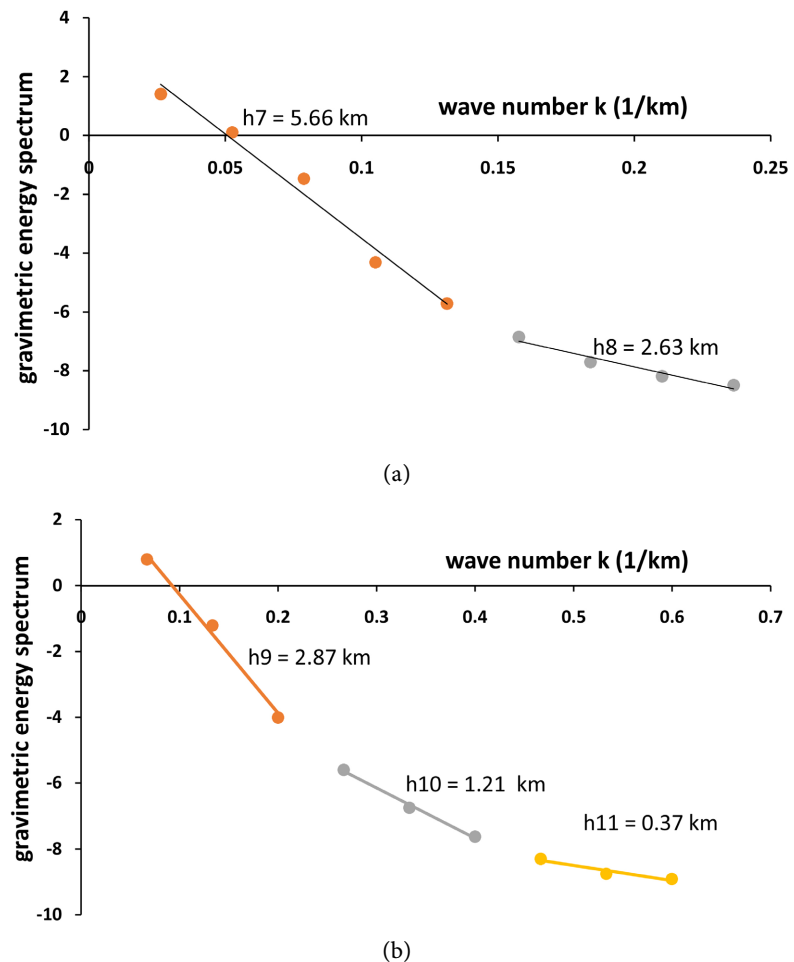 4
2
0
-2
-4
-6
-8
-10
gravimetric energy spectrum
wave number k (1/km)
0 0.05 0.1 0.15 0.2 0.25
h7 = 5.66 km
h8 = 2.63 km
(a)
2
0
-2
-4
-6
-8
-10
gravimetric energy spectrum
wave number k (1/km)
0 0.1 0.2 0.3 0.4 0.5 0.6 0.7
h9 = 2.87 km
h10 = 1.21 km
h11 = 0.37 km
(b)